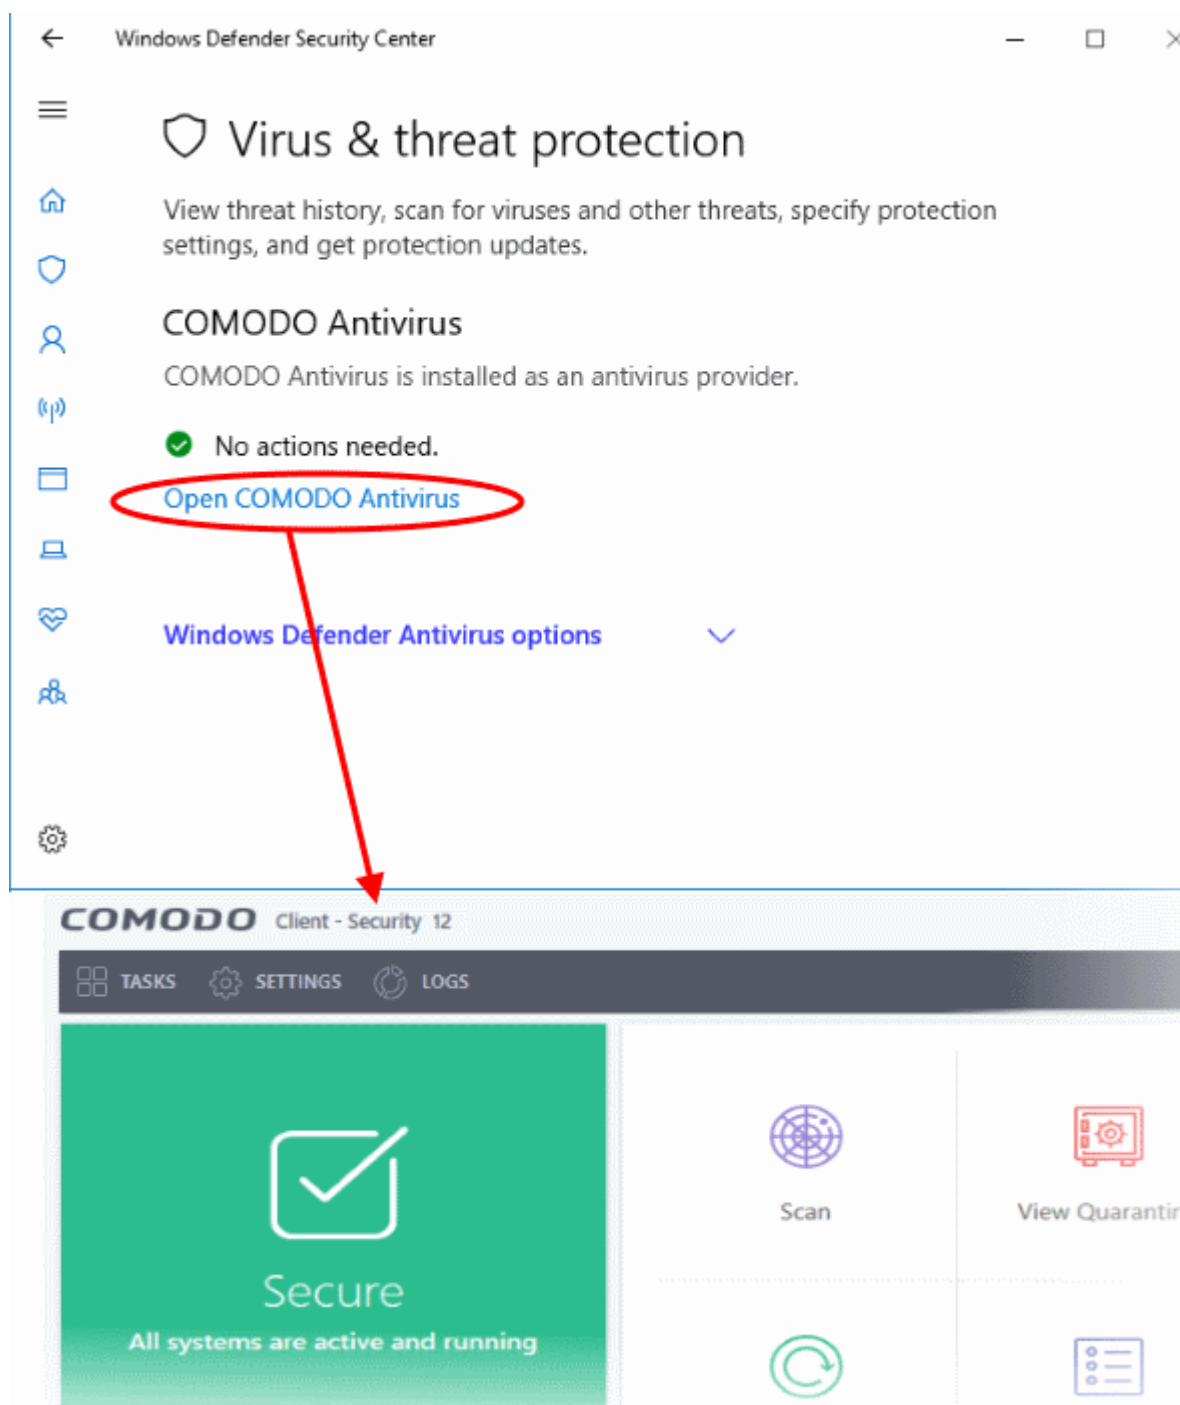 Windows Defender Security Center
Virus & threat protection
View threat history, scan for viruses and other threats, specify protection
settings, and get protection updates.
COMODO Antivirus
COMODO Antivirus is installed as an antivirus provider.
No actions needed.
Open COMODO Antivirus
Windows Defender Antivirus options
COMODO Client - Security 12
TASKS SETTINGS LOGS
Scan
View Quarantin
Secure
All systems are active and running